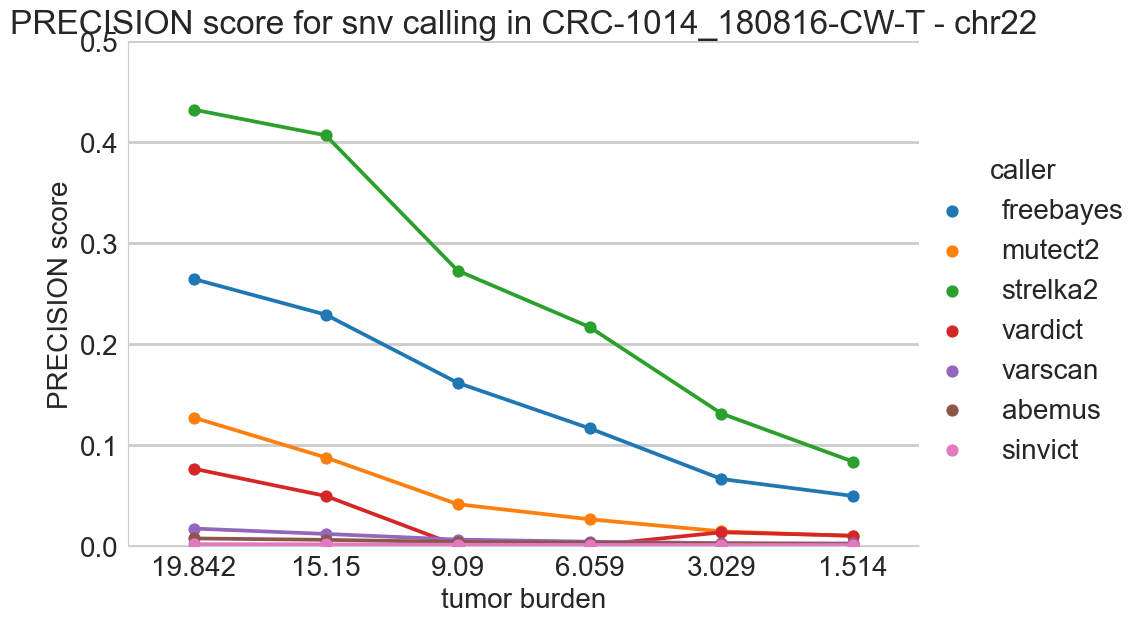 PRECISION score for snv calling in CRC-1014_180816-CW-T - chr22
0.5
0.4
0.3
0.2
0.1
0.0
PRECISION score
19.842 15.15 9.09 6.059 3.029 1.514
tumor burden
caller
freebayes
mutect2
strelka2
vardict
varscan
abemus
sinvict